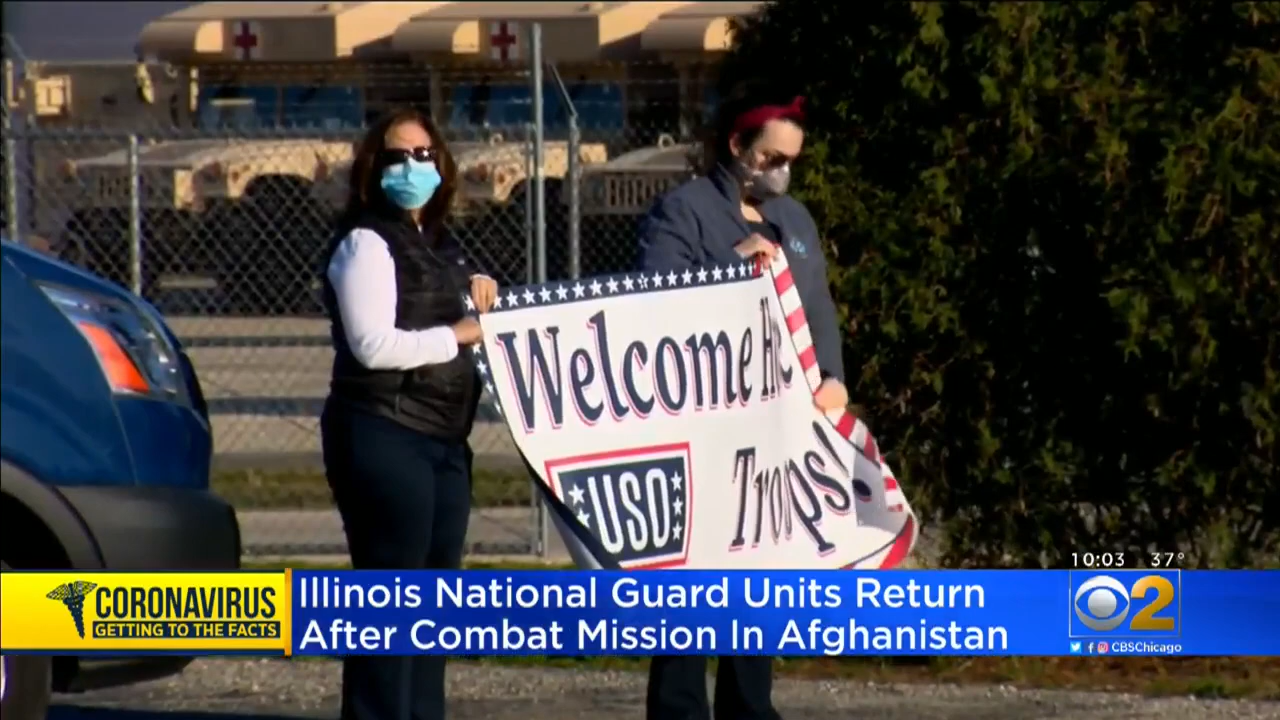 Welcome
USO
Troops!
10:03 37°
CORONAVIRUS
GETTING TO THE FACTS
Illinois National Guard Units Return
After Combat Mission In Afghanistan
2
CBSChicago